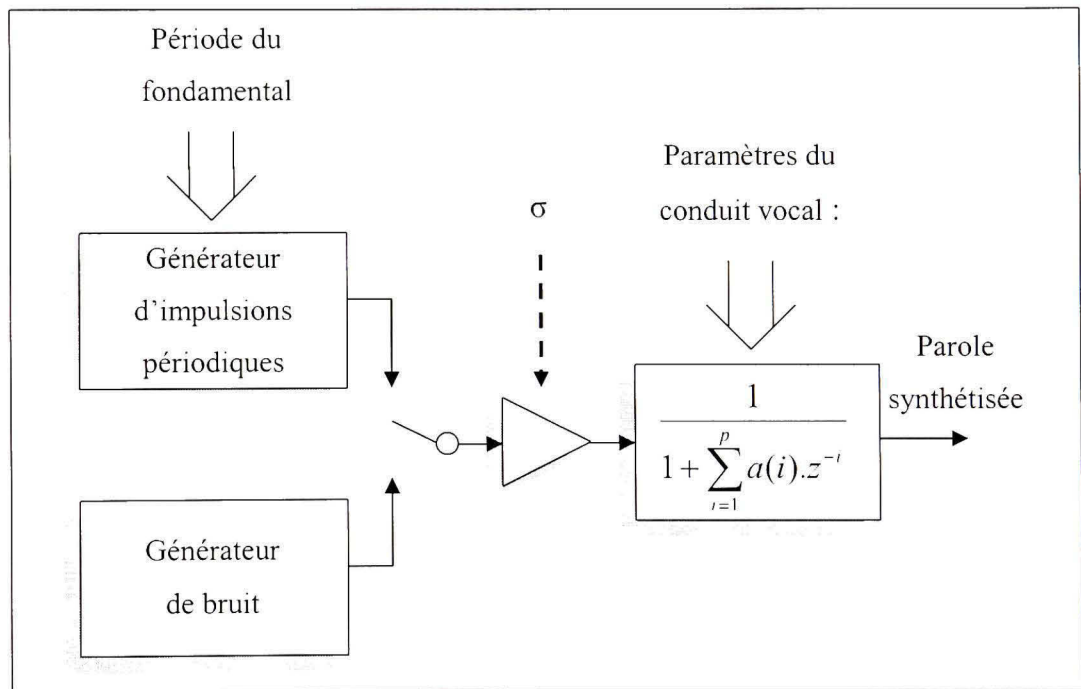 Période du
fondamental
Paramètres du
conduit vocal :
σ
Générateur
d'impulsions
périodiques
Parole
synthétisée
1
1 + ∑ a(i).z⁻ⁱ
p
i=1
Générateur
de bruit